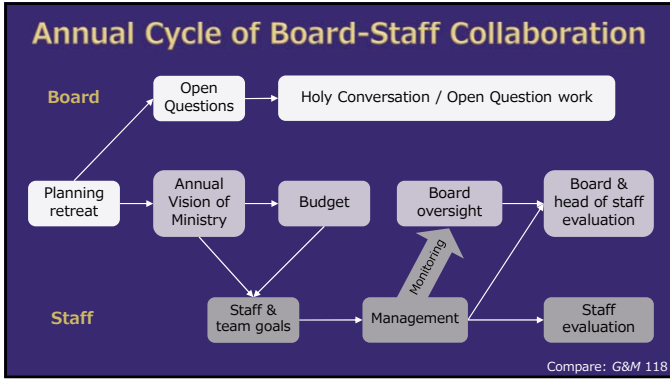 Annual Cycle of Board-Staff Collaboration
Board
Open
Questions
Holy Conversation / Open Question work
Planning
retreat
Annual
Vision of
Ministry
Budget
Board
oversight
Board &
head of staff
evaluation
Monitoring
Staff
Staff &
team goals
Management
Staff
evaluation
Compare: G&M 118